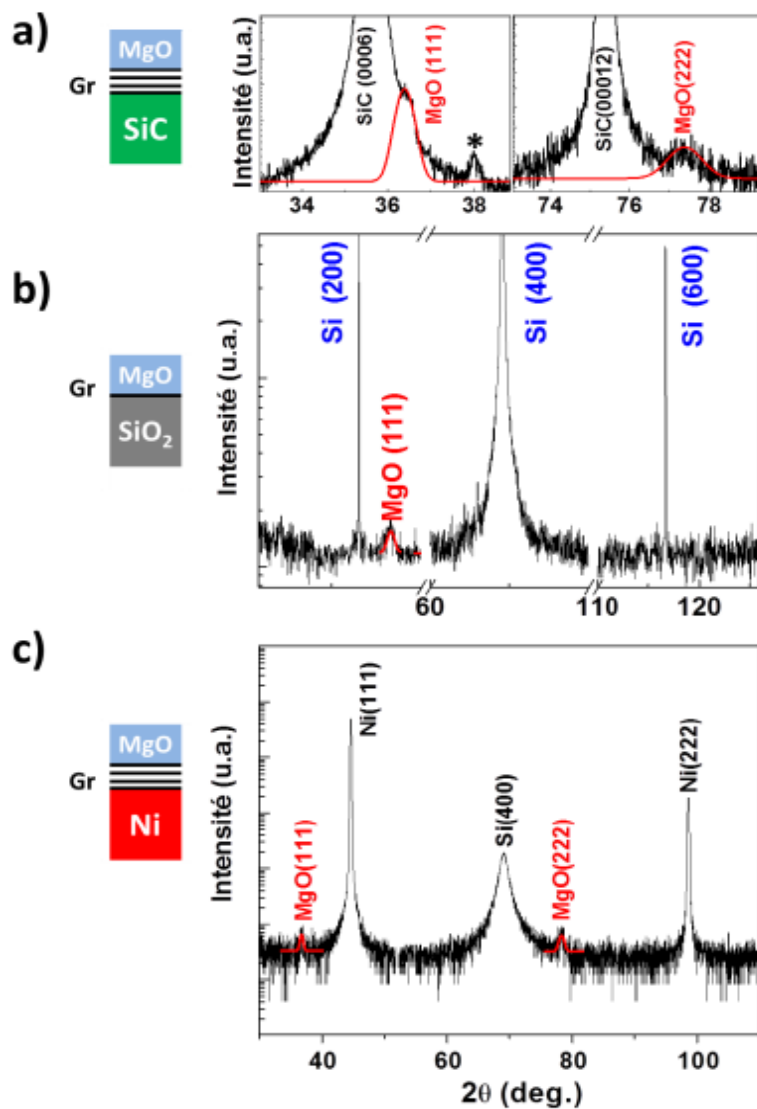 a)
MgO
Gr
SiC
Intensité (u.a.)
SiC (0006)
MgO (111)
*
34 36 38
SiC(00012)
MgO(222)
74 76 78
b)
MgO
Gr
SiO₂
Intensité (u.a.)
Si (200)
MgO (111)
Si (400)
Si (600)
60 110 120
c)
MgO
Gr
Ni
Intensité (u.a.)
MgO(111)
Ni(111)
Si(400)
MgO(222)
Ni(222)
40 60 80 100
2θ (deg.)